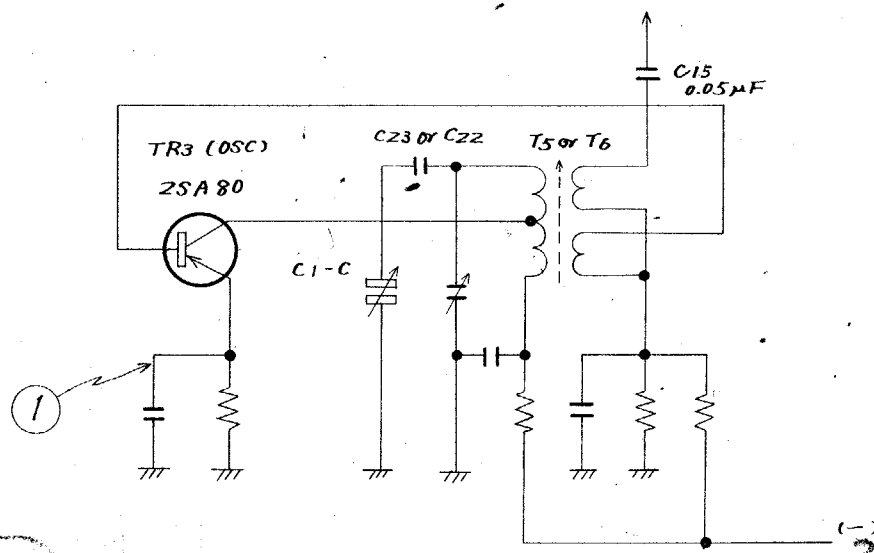 C15
0.05μF
TR3 (OSC)
2SA80
C23 or C22
T5 or T6
C1-C
1
(-)